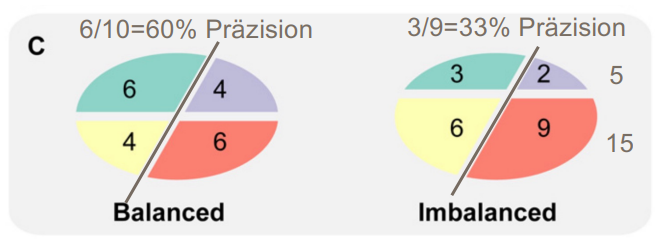 C
6/10=60% Präzision
3/9=33% Präzision
6
4
4
6
Balanced
3
2
5
6
9
15
Imbalanced